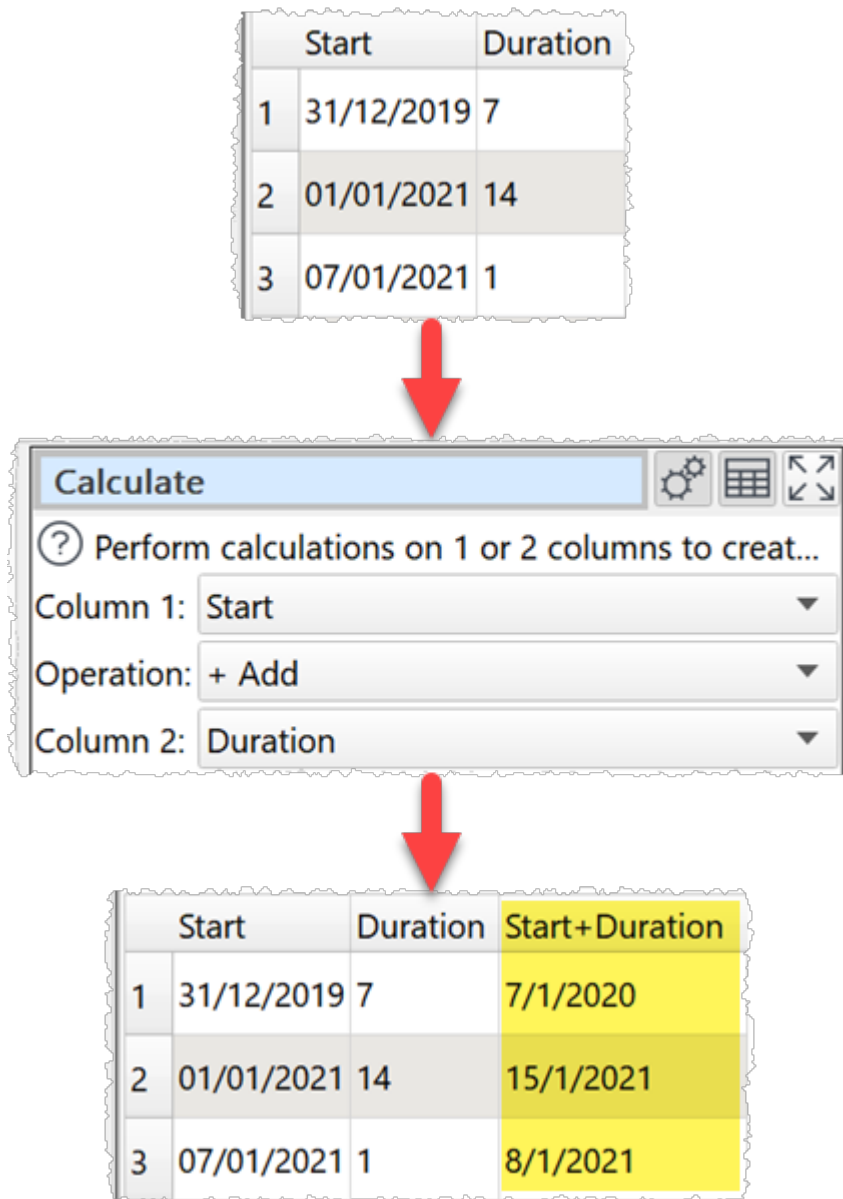 Start Duration
1 31/12/2019 7
2 01/01/2021 14
3 07/01/2021 1
Calculate
? Perform calculations on 1 or 2 columns to creat...
Column 1: Start
Operation: + Add
Column 2: Duration
Start Duration Start+Duration
1 31/12/2019 7 7/1/2020
2 01/01/2021 14 15/1/2021
3 07/01/2021 1 8/1/2021